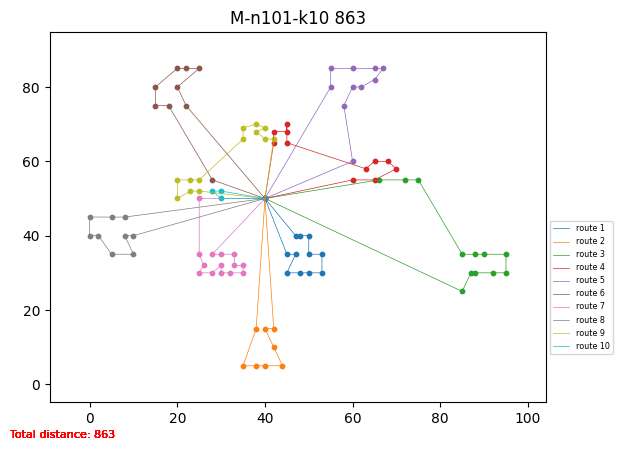 M-n101-k10 863
80
60
40
20
0
0 20 40 60 80 100
route 1
route 2
route 3
route 4
route 5
route 6
route 7
route 8
route 9
route 10
Total distance: 863